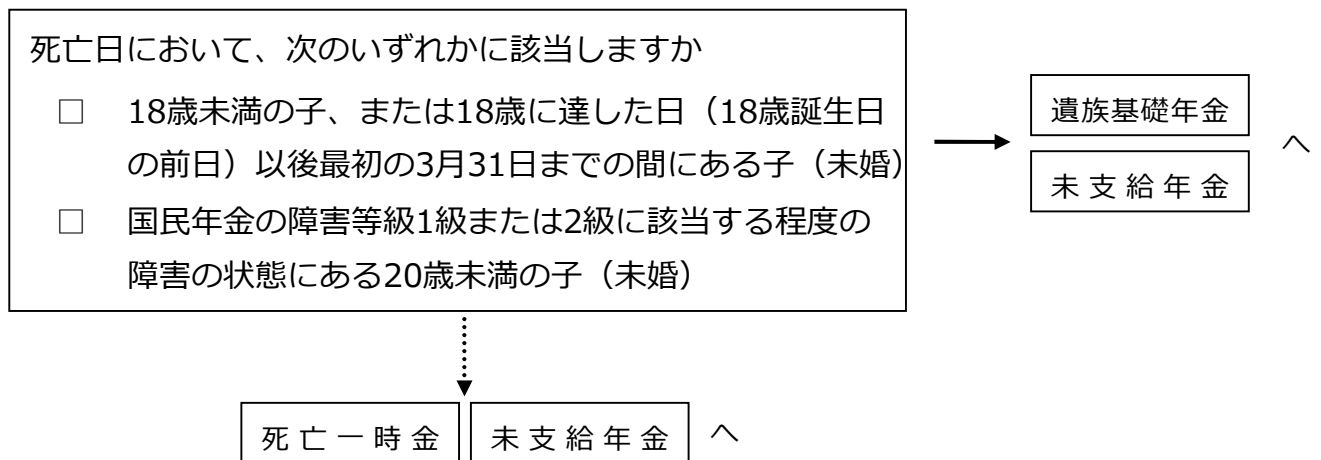 死亡日において、次のいずれかに該当しますか
□ 18歳未満の子、または18歳に達した日（18歳誕生日
の前日）以後最初の3月31日までの間にある子（未婚）
□ 国民年金の障害等級1級または2級に該当する程度の
障害の状態にある20歳未満の子（未婚）
遺族基礎年金
未支給年金
へ
死亡一時金 未支給年金 へ